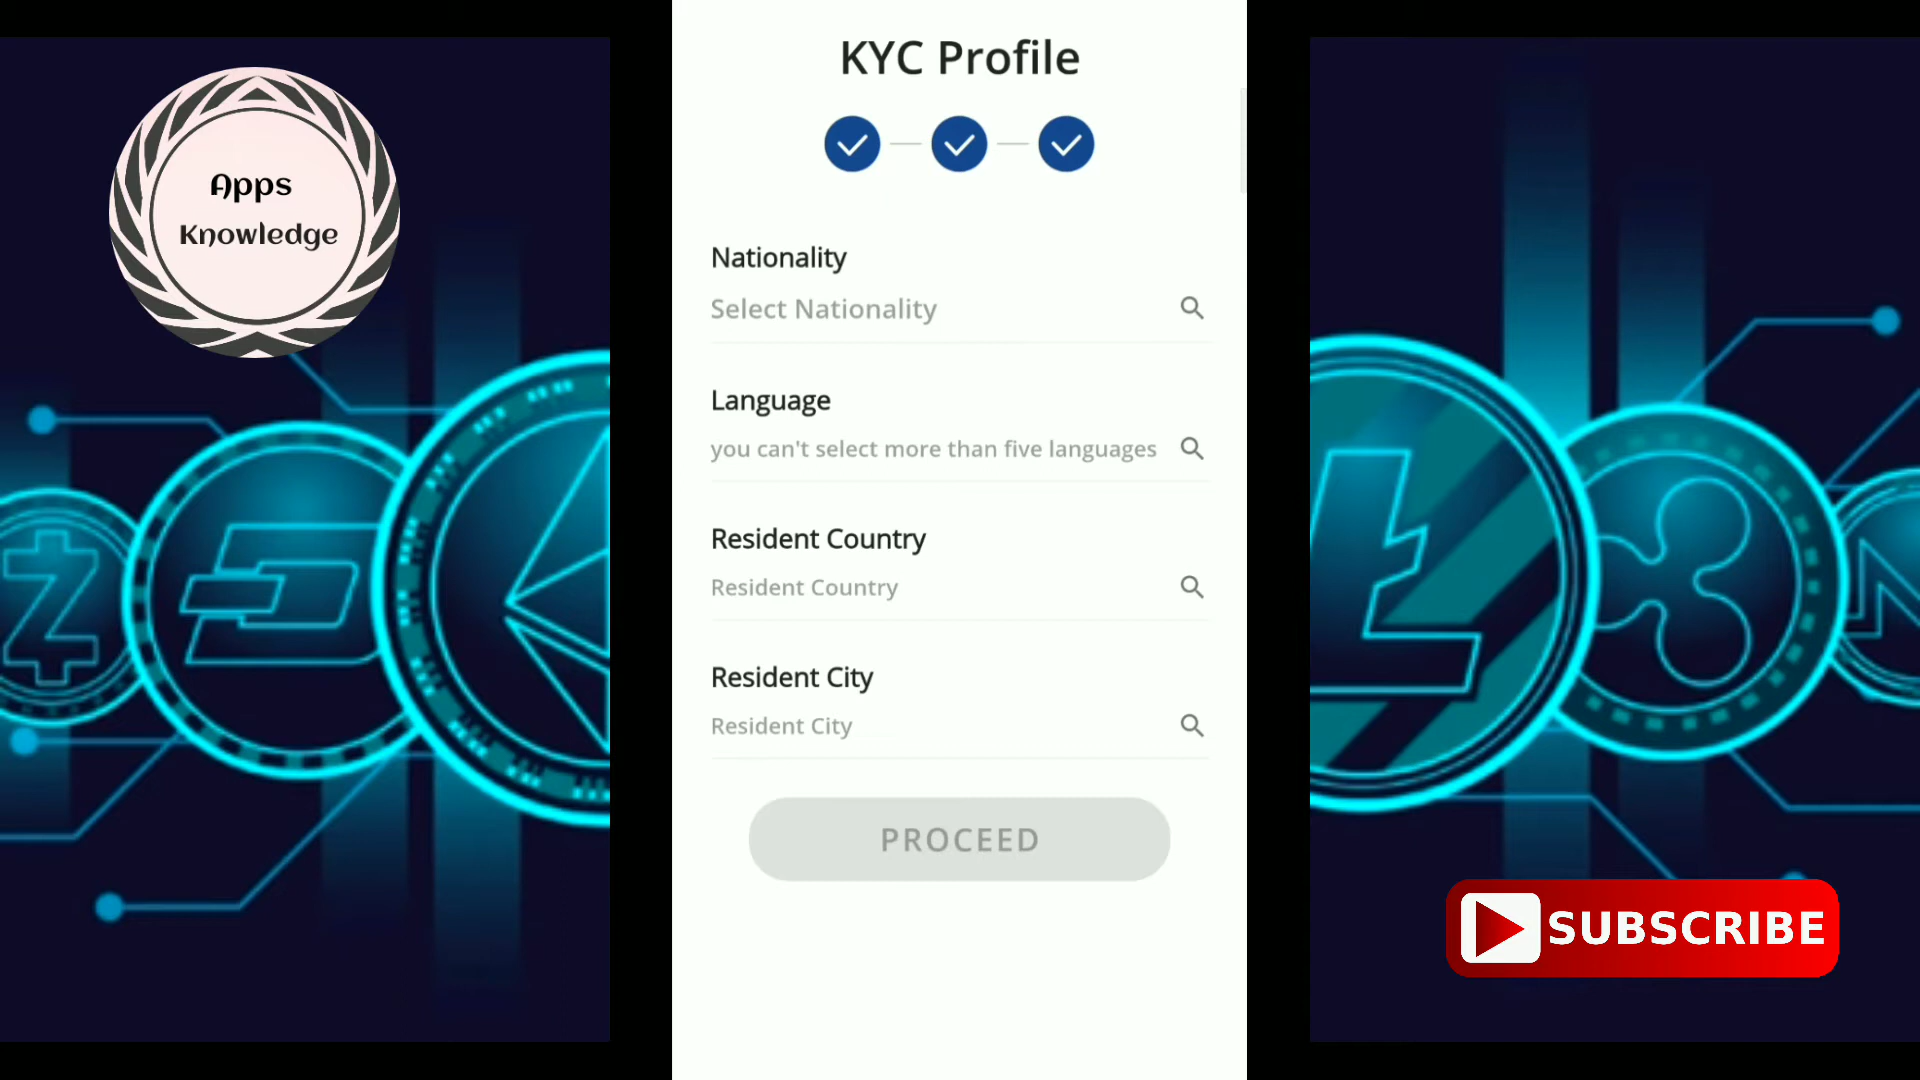 Apps
Knowledge
KYC Profile
Nationality
Select Nationality
Language
you can't select more than five languages
Resident Country
Resident Country
Resident City
Resident City
PROCEED
SUBSCRIBE